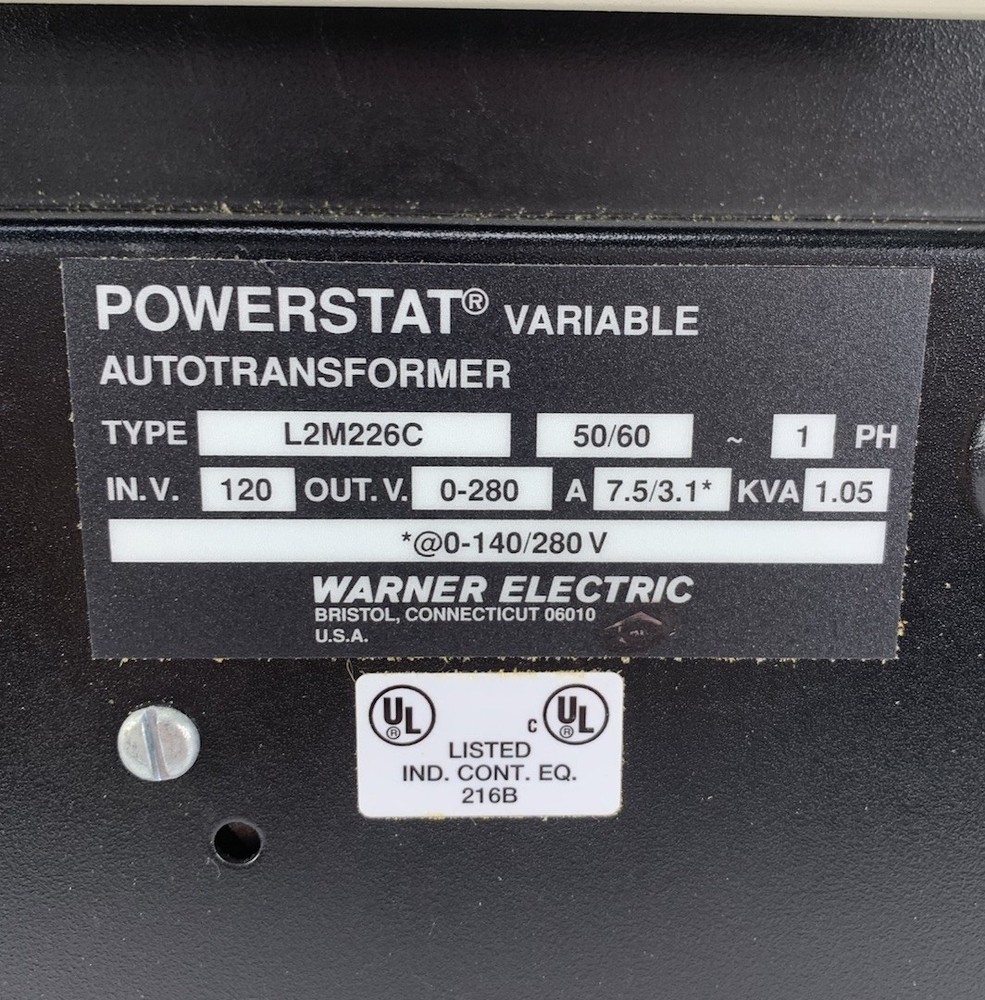 POWERSTAT® VARIABLE
AUTOTRANSFORMER
TYPE L2M226C 50/60 ~ 1 PH
IN. V. 120 OUT. V. 0-280 A 7.5/3.1* KVA 1.05
*@0-140/280 V
WARNER ELECTRIC
BRISTOL, CONNECTICUT 06010
U.S.A.
UL® c UL®
LISTED
IND. CONT. EQ.
216B